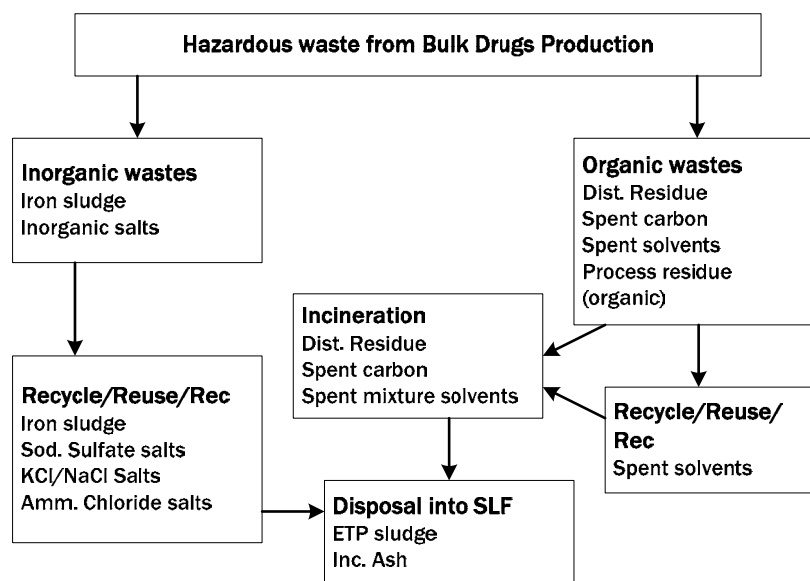 Hazardous waste from Bulk Drugs Production
Inorganic wastes
Iron sludge
Inorganic salts
Organic wastes
Dist. Residue
Spent carbon
Spent solvents
Process residue
(organic)
Incineration
Dist. Residue
Spent carbon
Spent mixture solvents
Recycle/Reuse/Rec
Iron sludge
Sod. Sulfate salts
KCl/NaCl Salts
Amm. Chloride salts
Recycle/Reuse/
Rec
Spent solvents
Disposal into SLF
ETP sludge
Inc. Ash